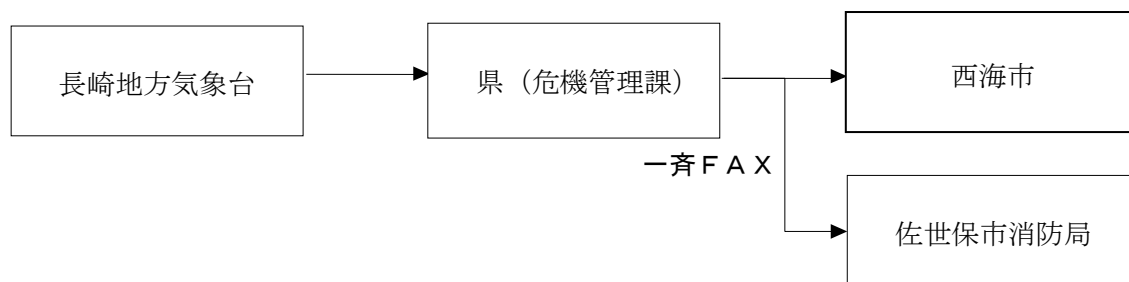 長崎地方気象台
県（危機管理課）
西海市
一斉ＦＡＸ
佐世保市消防局